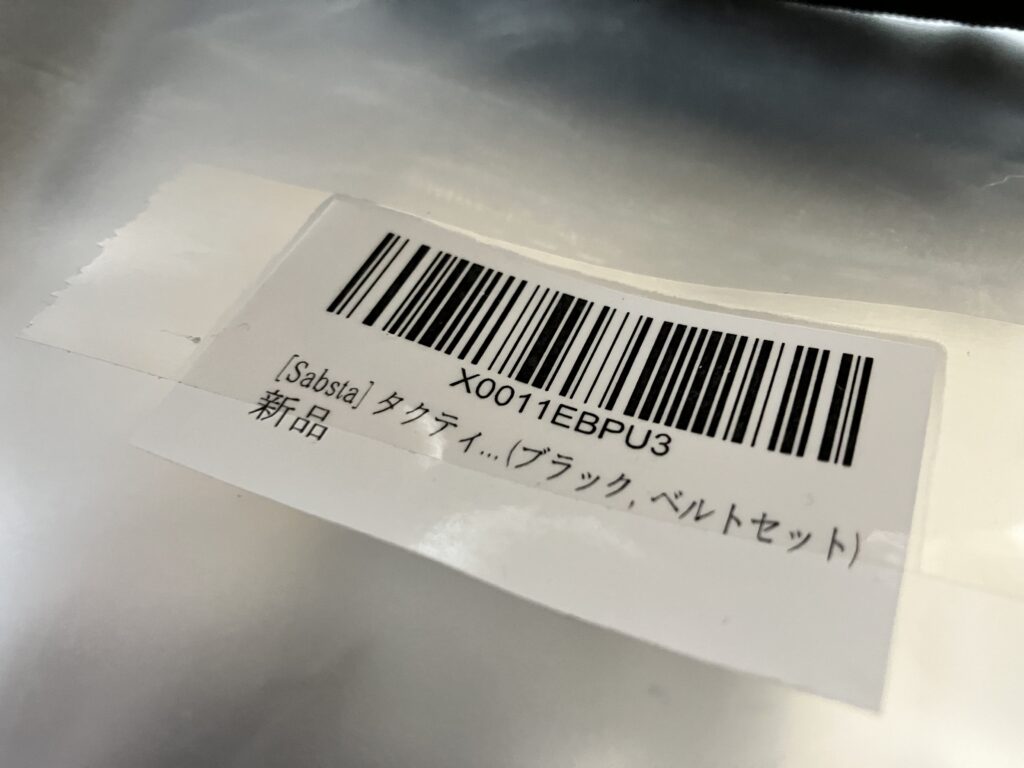 X0011EBPU3
[Sabsta] タクティ...(ブラック, ベルトセット)
新品